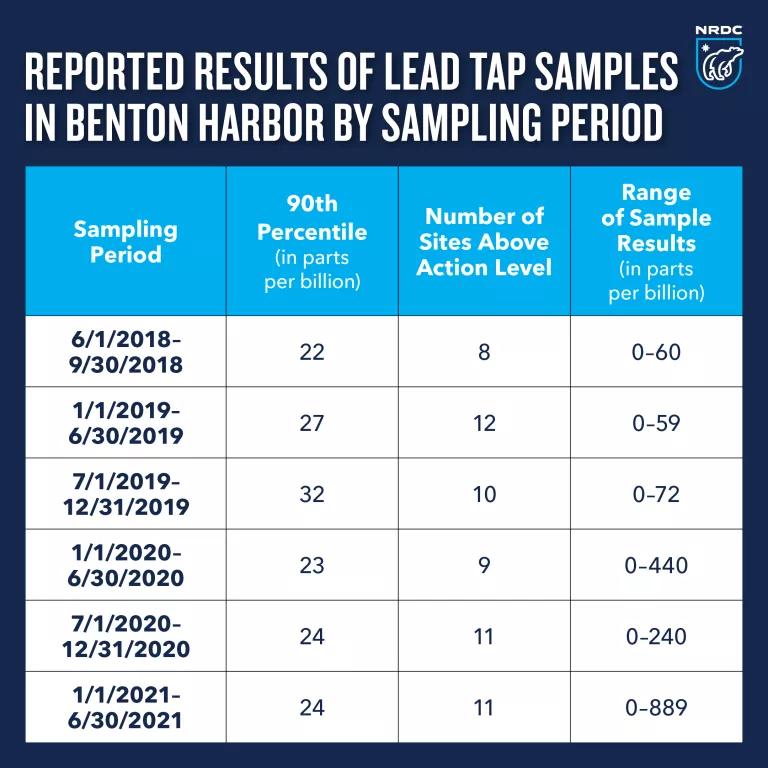 NRDC
REPORTED RESULTS OF LEAD TAP SAMPLES
IN BENTON HARBOR BY SAMPLING PERIOD
Sampling
Period
90th
Percentile
(in parts
per billion)
Number of
Sites Above
Action Level
Range
of Sample
Results
(in parts
per billion)
6/1/2018–
9/30/2018
22
8
0–60
1/1/2019–
6/30/2019
27
12
0–59
7/1/2019–
12/31/2019
32
10
0–72
1/1/2020–
6/30/2020
23
9
0–440
7/1/2020–
12/31/2020
24
11
0–240
1/1/2021–
6/30/2021
24
11
0–889